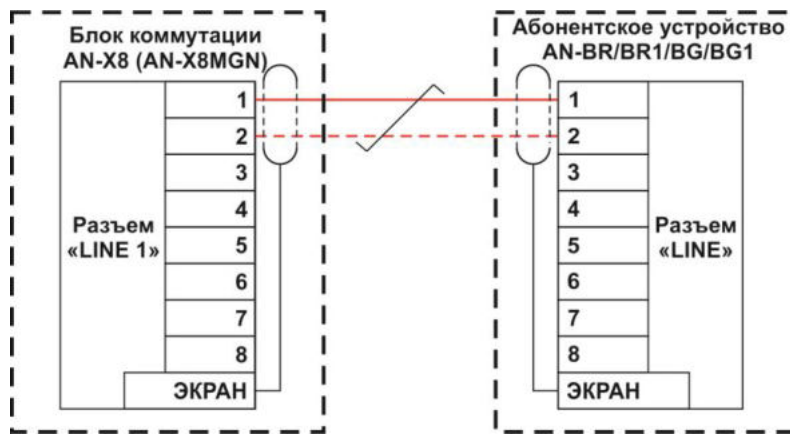 Блок коммутации
AN-X8 (AN-X8MGN)
Разъем
«LINE 1»
1
2
3
4
5
6
7
8
ЭКРАН
Абонентское устройство
AN-BR/BR1/BG/BG1
1
2
3
4
5
6
7
8
ЭКРАН
Разъем
«LINE»